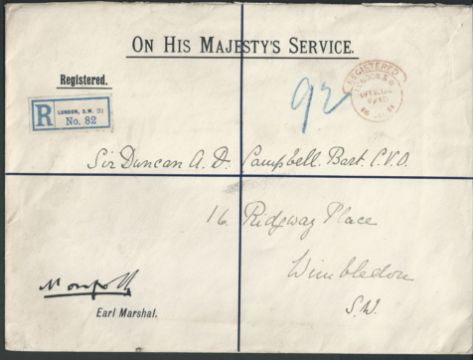 ON HIS MAJESTY'S SERVICE.
Registered.
R LONDON, S.W. (1)
No. 82
92
REGISTERED
Sir Duncan A. D. Campbell. Bart. C.V.O.
16 Ridgway Place
Wimbledon
S.W.
Norfolk
Earl Marshal.